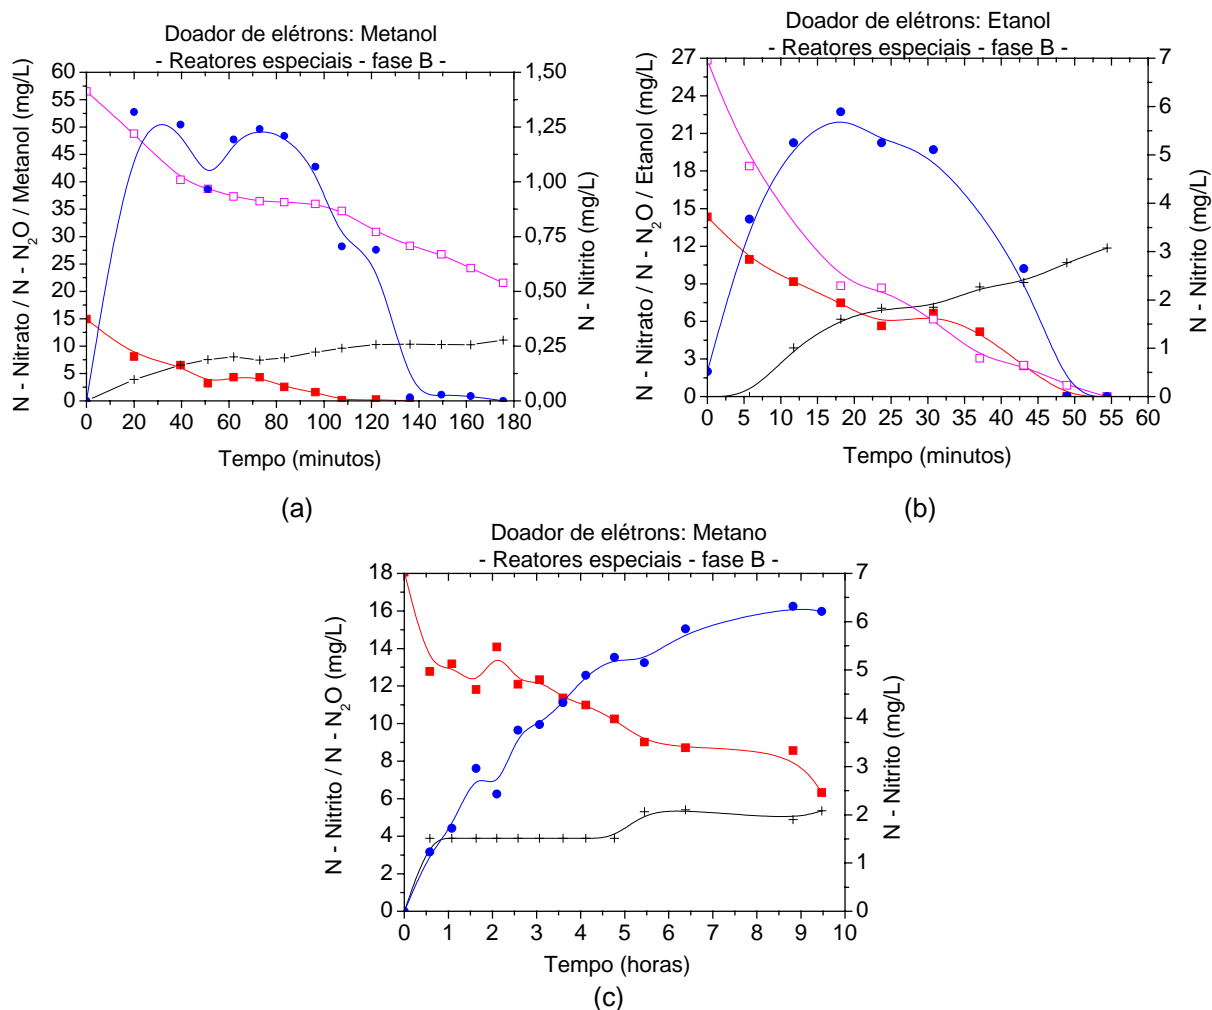 Doador de elétrons: Metanol
- Reatores especiais - fase B -
N - Nitrato / N - N₂O / Metanol (mg/L)
60
55
50
45
40
35
30
25
20
15
10
5
0
1,50
1,25
1,00
0,75
0,50
0,25
0,00
N - Nitrito (mg/L)
0 20 40 60 80 100 120 140 160 180
Tempo (minutos)
(a)
Doador de elétrons: Etanol
- Reatores especiais - fase B -
N - Nitrato / N - N₂O / Etanol (mg/L)
27
24
21
18
15
12
9
6
3
0
7
6
5
4
3
2
1
0
N - Nitrito (mg/L)
0 5 10 15 20 25 30 35 40 45 50 55 60
Tempo (minutos)
(b)
Doador de elétrons: Metano
- Reatores especiais - fase B -
N - Nitrito / N - N₂O (mg/L)
18
16
14
12
10
8
6
4
2
0
7
6
5
4
3
2
1
0
N - Nitrito (mg/L)
0 1 2 3 4 5 6 7 8 9 10
Tempo (horas)
(c)